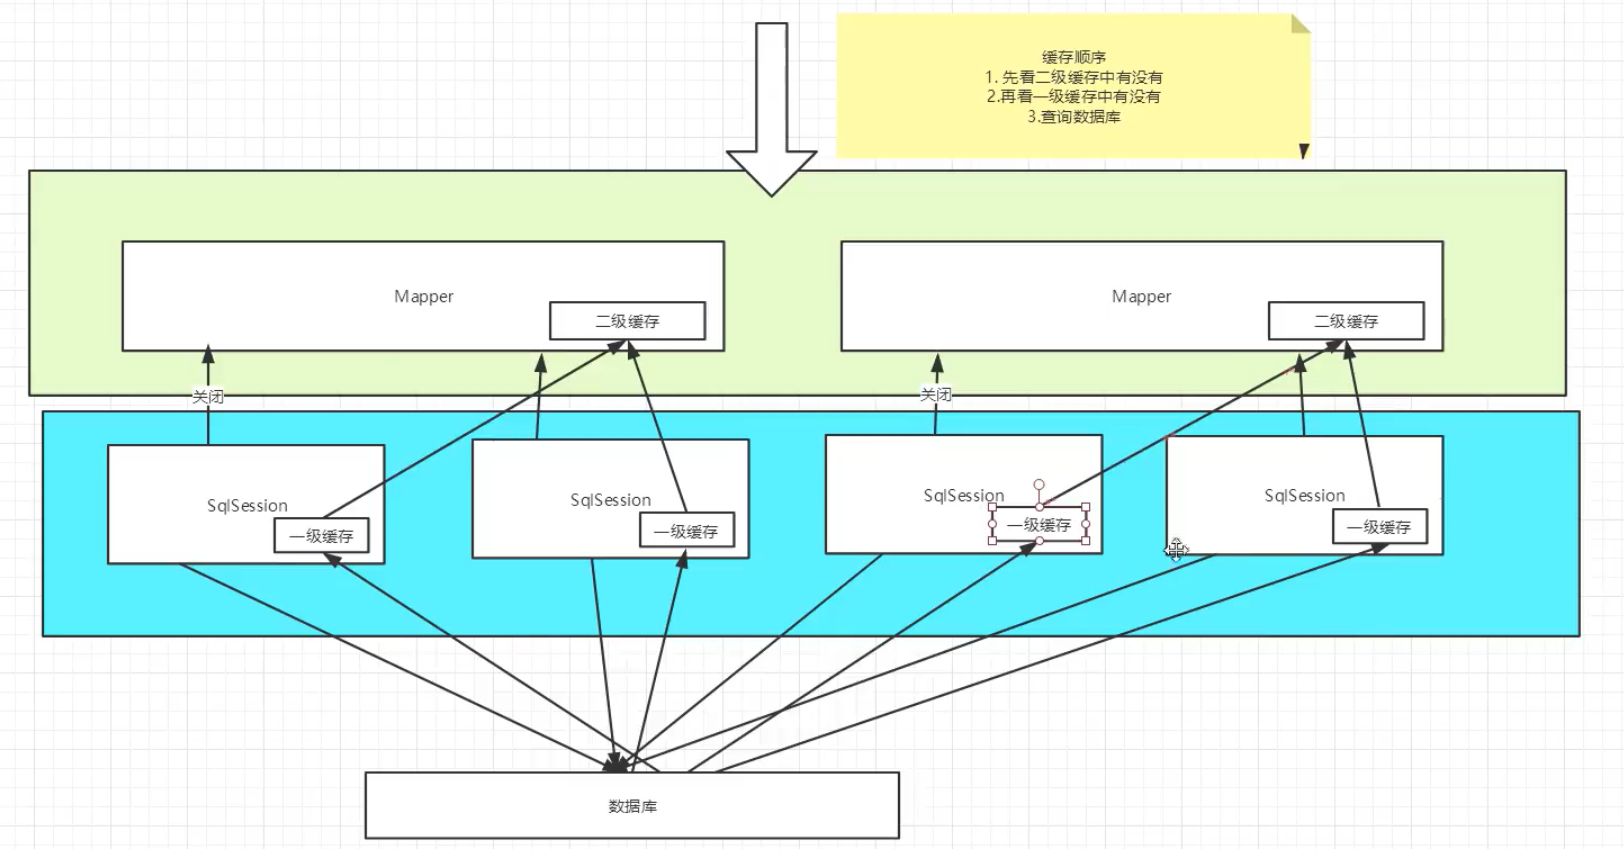 缓存顺序
1. 先看二级缓存中有没有
2.再看一级缓存中有没有
3.查询数据库
Mapper
二级缓存
Mapper
二级缓存
关闭
关闭
SqlSession
一级缓存
SqlSession
一级缓存
SqlSession
一级缓存
SqlSession
一级缓存
数据库